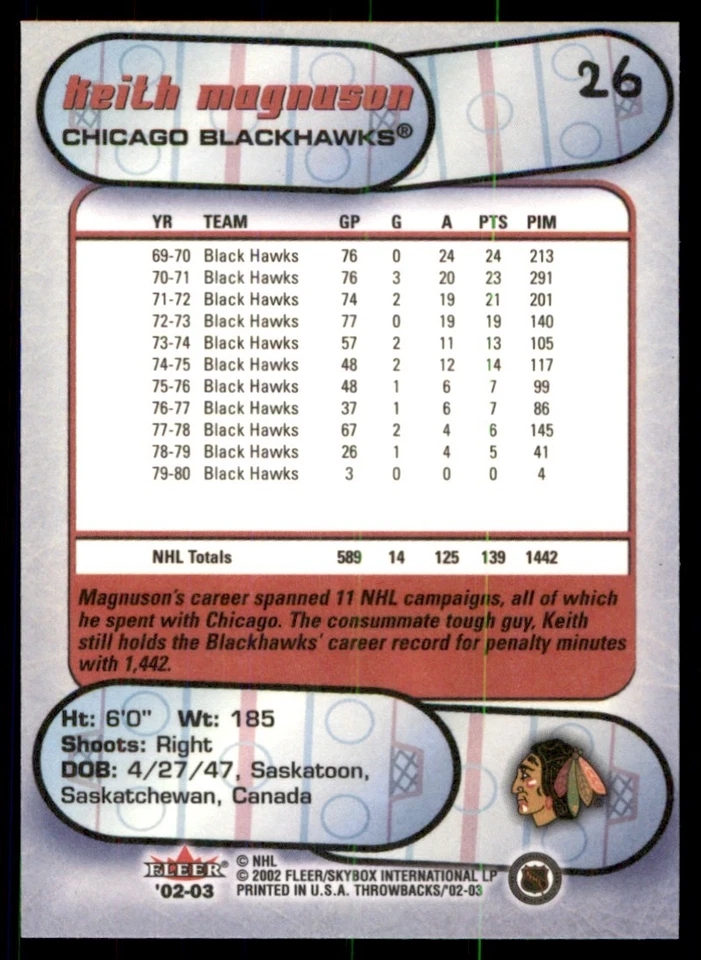 Keith Magnuson
26
CHICAGO BLACKHAWKS®
YR TEAM GP G A PTS PIM
69-70 Black Hawks 76 0 24 24 213
70-71 Black Hawks 76 3 20 23 291
71-72 Black Hawks 74 2 19 21 201
72-73 Black Hawks 77 0 19 19 140
73-74 Black Hawks 57 2 11 13 105
74-75 Black Hawks 48 2 12 14 117
75-76 Black Hawks 48 1 6 7 99
76-77 Black Hawks 37 1 6 7 86
77-78 Black Hawks 67 2 4 6 145
78-79 Black Hawks 26 1 4 5 41
79-80 Black Hawks 3 0 0 0 4
NHL Totals 589 14 125 139 1442
Magnuson's career spanned 11 NHL campaigns, all of which
he spent with Chicago. The consummate tough guy, Keith
still holds the Blackhawks' career record for penalty minutes
with 1,442.
Ht: 6'0" Wt: 185
Shoots: Right
DOB: 4/27/47, Saskatoon,
Saskatchewan, Canada
FLEER®
'02-03
© NHL
© 2002 FLEER/SKYBOX INTERNATIONAL LP
PRINTED IN U.S.A. THROWBACKS/'02-03
NHL